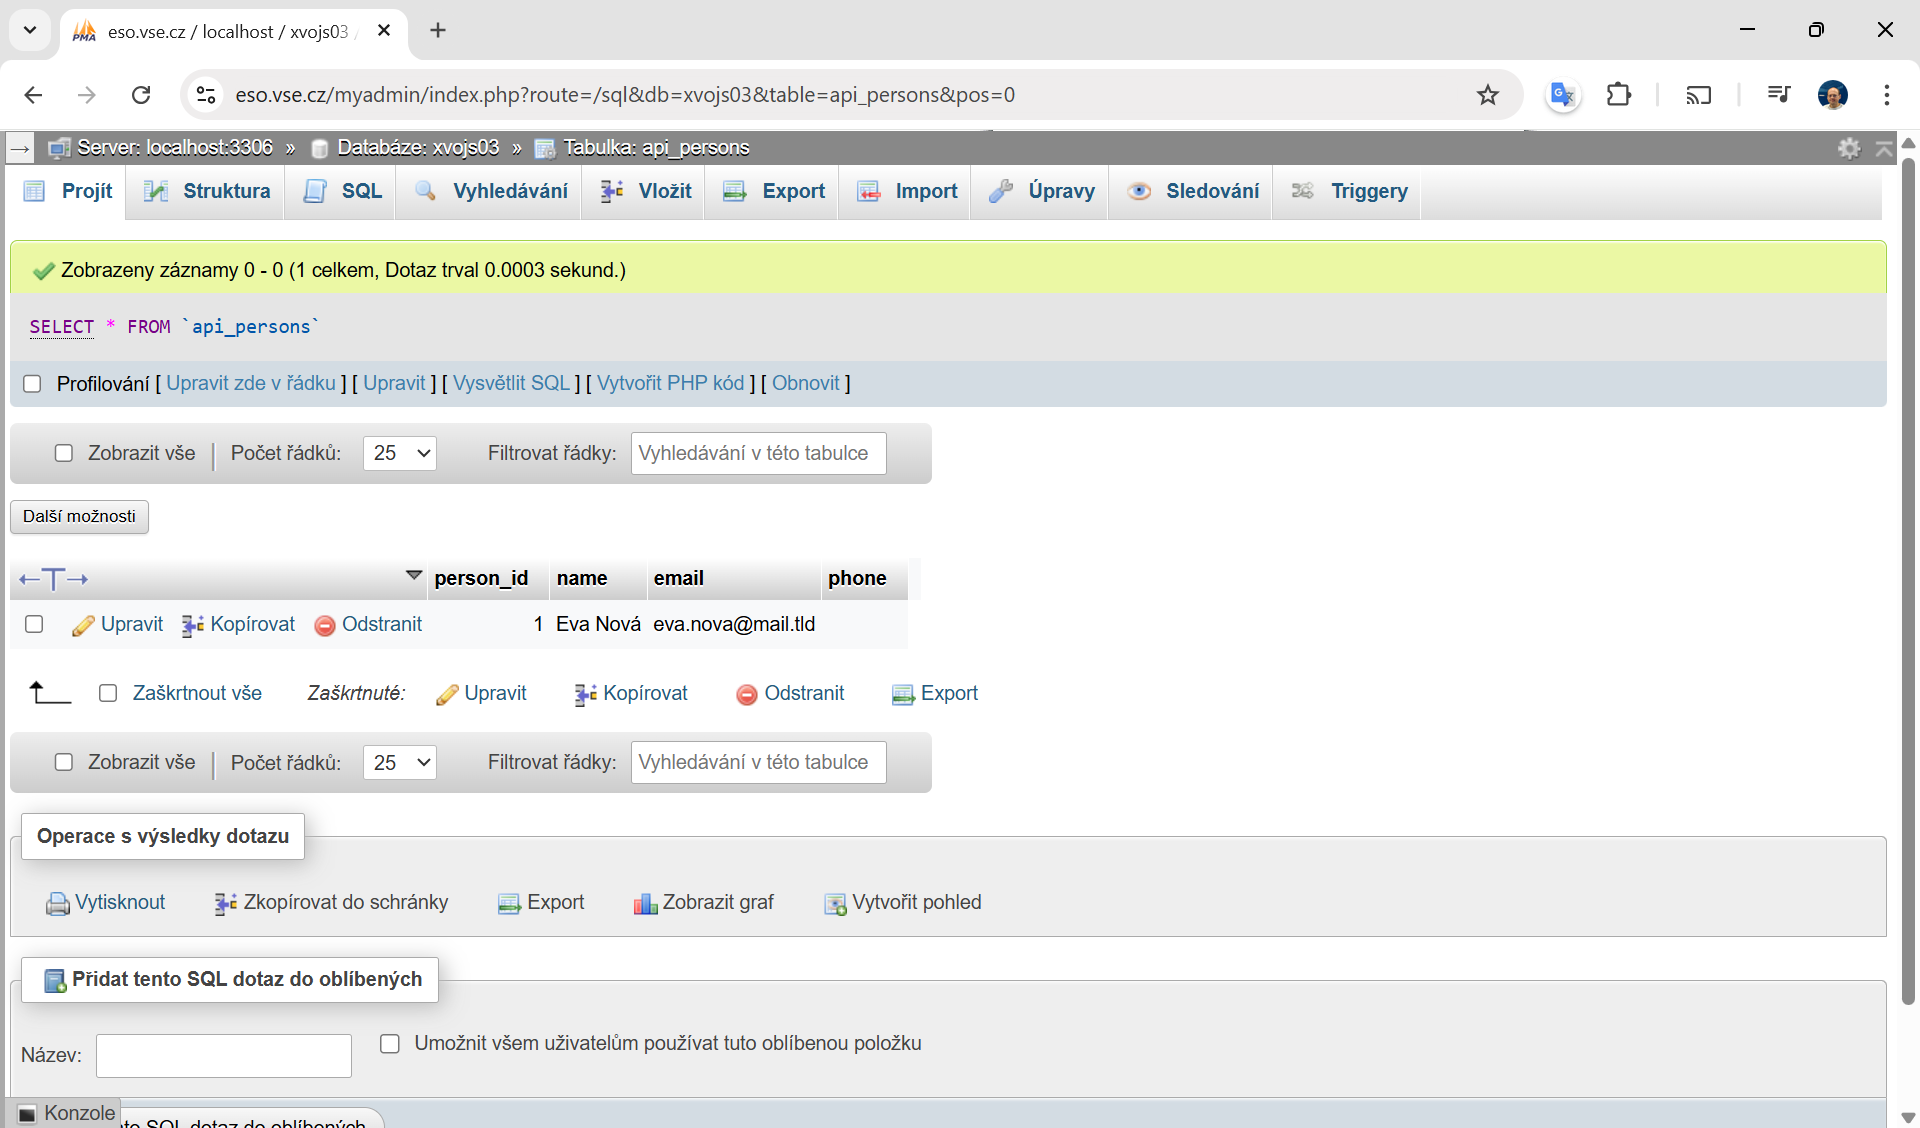 eso.vse.cz / localhost / xvojs03 /
eso.vse.cz/myadmin/index.php?route=/sql&db=xvojs03&table=api_persons&pos=0
Server: localhost:3306 » Databáze: xvojs03 » Tabulka: api_persons
Projít Struktura SQL Vyhledávání Vložit Export Import Úpravy Sledování Triggery
Zobrazeny záznamy 0 - 0 (1 celkem, Dotaz trval 0.0003 sekund.)
SELECT * FROM `api_persons`
Profilování [ Upravit zde v řádku ] [ Upravit ] [ Vysvětlit SQL ] [ Vytvořit PHP kód ] [ Obnovit ]
Zobrazit vše Počet řádků: 25 Filtrovat řádky: Vyhledávání v této tabulce
Další možnosti
person_id name email phone
Upravit Kopírovat Odstranit 1 Eva Nová eva.nova@mail.tld
Zaškrtnout vše Zaškrtnuté: Upravit Kopírovat Odstranit Export
Zobrazit vše Počet řádků: 25 Filtrovat řádky: Vyhledávání v této tabulce
Operace s výsledky dotazu
Vytisknout Zkopírovat do schránky Export Zobrazit graf Vytvořit pohled
Přidat tento SQL dotaz do oblíbených
Název: Umožnit všem uživatelům používat tuto oblíbenou položku
Konzole
SQL dotaz do oblíbených